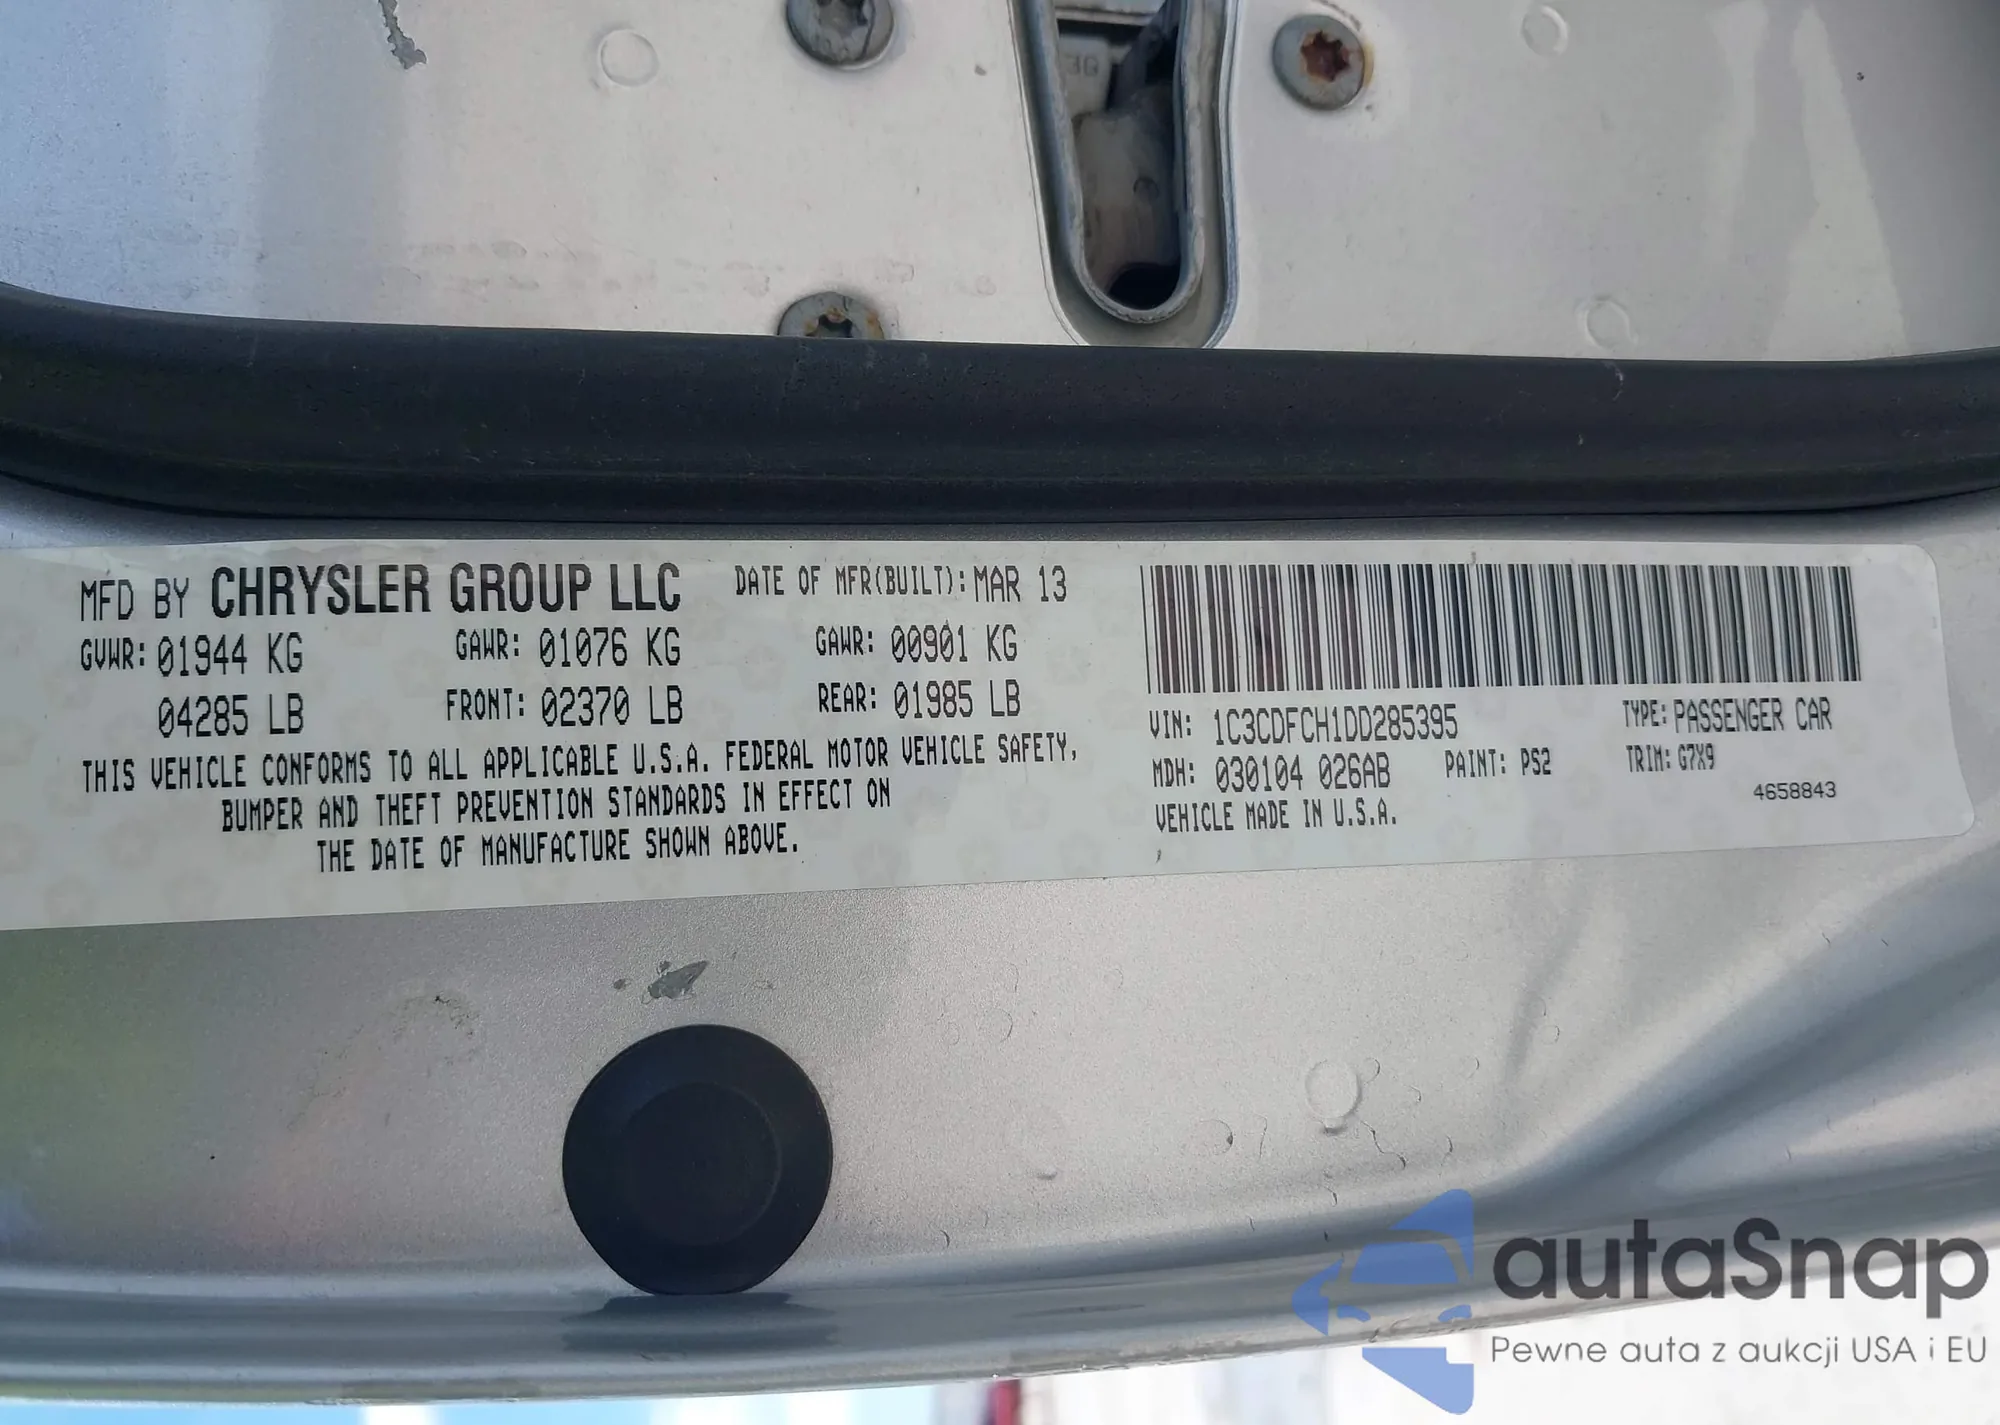 3G
MFD BY CHRYSLER GROUP LLC DATE OF MFR(BUILT): MAR 13
GVWR: 01944 KG GAWR: 01076 KG GAWR: 00901 KG
04285 LB FRONT: 02370 LB REAR: 01985 LB
THIS VEHICLE CONFORMS TO ALL APPLICABLE U.S.A. FEDERAL MOTOR VEHICLE SAFETY,
BUMPER AND THEFT PREVENTION STANDARDS IN EFFECT ON
THE DATE OF MANUFACTURE SHOWN ABOVE.
VIN: 1C3CDFCH1DD285395 TYPE: PASSENGER CAR
MDH: 030104 026AB PAINT: PS2 TRIM: G7X9
4658843
VEHICLE MADE IN U.S.A.
autaSnap
Pewne auta z aukcji USA i EU